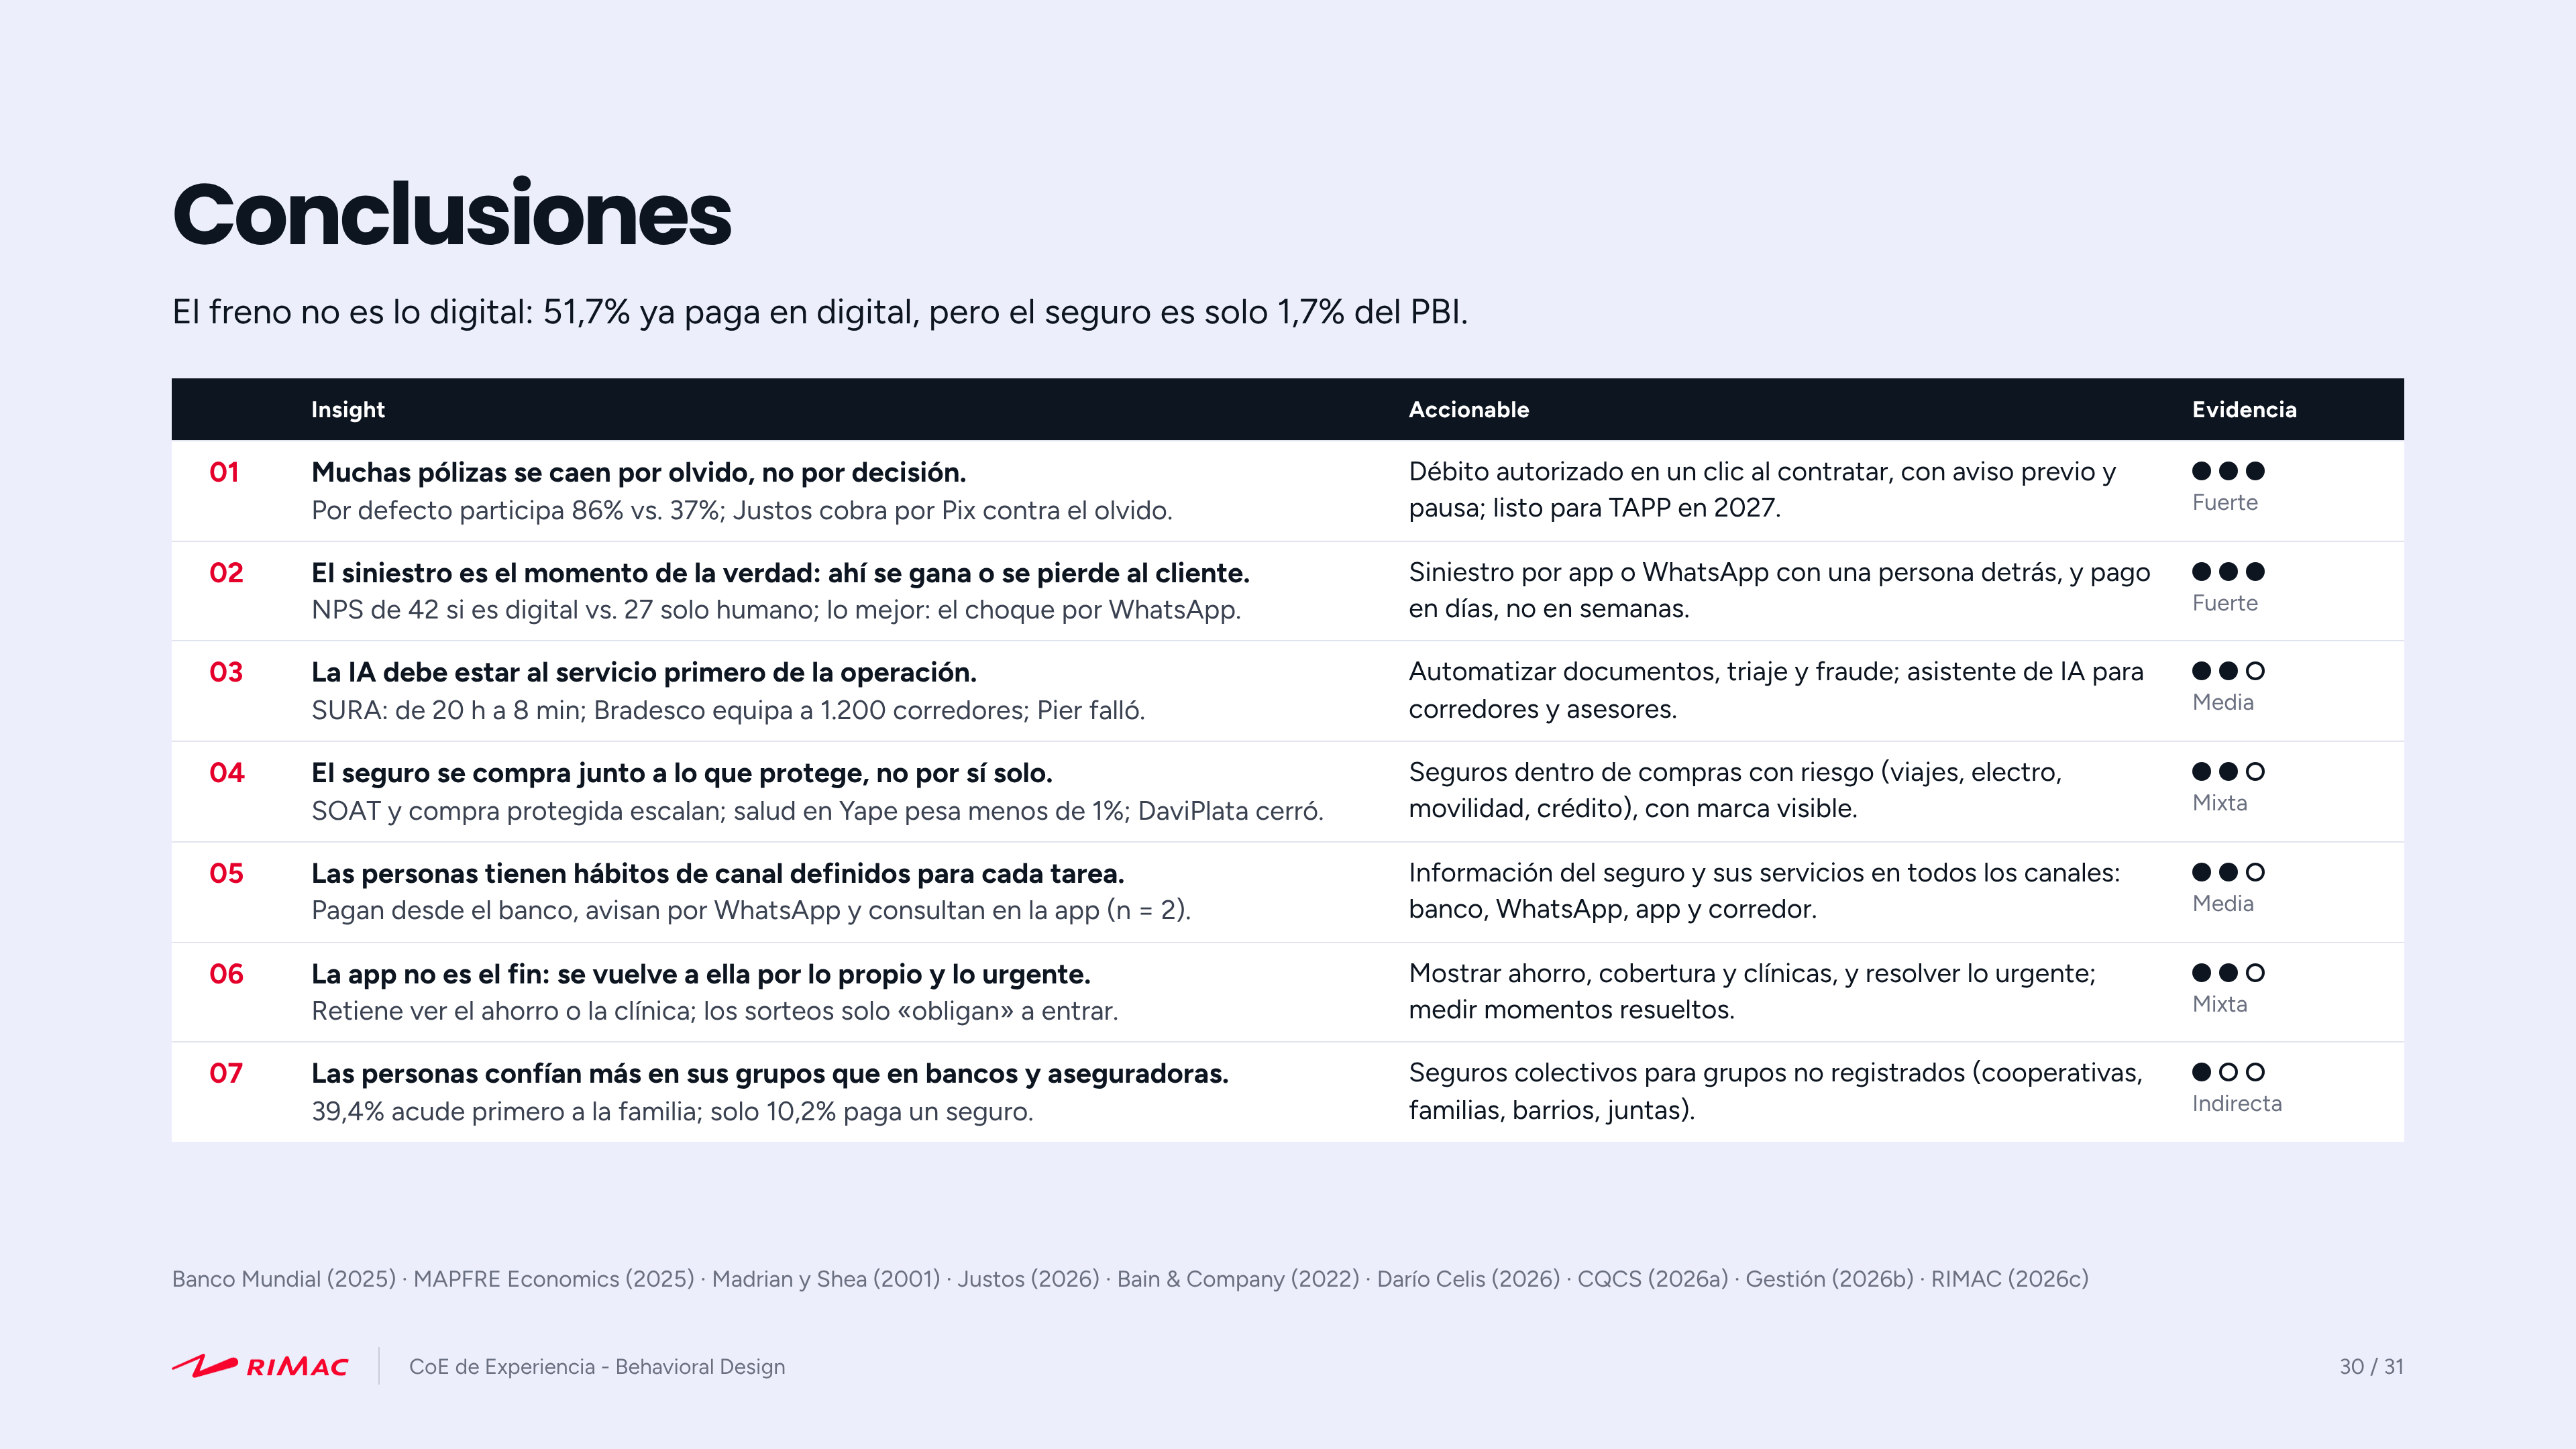 Conclusiones
El freno no es lo digital: 51,7% ya paga en digital, pero el seguro es solo 1,7% del PBI.
Insight Accionable Evidencia
01 Muchas pólizas se caen por olvido, no por decisión.
Por defecto participa 86% vs. 37%; Justos cobra por Pix contra el olvido.
Débito autorizado en un clic al contratar, con aviso previo y
pausa; listo para TAPP en 2027.
Fuerte
02 El siniestro es el momento de la verdad: ahí se gana o se pierde al cliente.
NPS de 42 si es digital vs. 27 solo humano; lo mejor: el choque por WhatsApp.
Siniestro por app o WhatsApp con una persona detrás, y pago
en días, no en semanas.
Fuerte
03 La IA debe estar al servicio primero de la operación.
SURA: de 20 h a 8 min; Bradesco equipa a 1.200 corredores; Pier falló.
Automatizar documentos, triaje y fraude; asistente de IA para
corredores y asesores.
Media
04 El seguro se compra junto a lo que protege, no por sí solo.
SOAT y compra protegida escalan; salud en Yape pesa menos de 1%; DaviPlata cerró.
Seguros dentro de compras con riesgo (viajes, electro,
movilidad, crédito), con marca visible.
Mixta
05 Las personas tienen hábitos de canal definidos para cada tarea.
Pagan desde el banco, avisan por WhatsApp y consultan en la app (n = 2).
Información del seguro y sus servicios en todos los canales:
banco, WhatsApp, app y corredor.
Media
06 La app no es el fin: se vuelve a ella por lo propio y lo urgente.
Retiene ver el ahorro o la clínica; los sorteos solo «obligan» a entrar.
Mostrar ahorro, cobertura y clínicas, y resolver lo urgente;
medir momentos resueltos.
Mixta
07 Las personas confían más en sus grupos que en bancos y aseguradoras.
39,4% acude primero a la familia; solo 10,2% paga un seguro.
Seguros colectivos para grupos no registrados (cooperativas,
familias, barrios, juntas).
Indirecta
Banco Mundial (2025) · MAPFRE Economics (2025) · Madrian y Shea (2001) · Justos (2026) · Bain & Company (2022) · Darío Celis (2026) · CQCS (2026a) · Gestión (2026b) · RIMAC (2026c)
RIMAC CoE de Experiencia - Behavioral Design 30 / 31